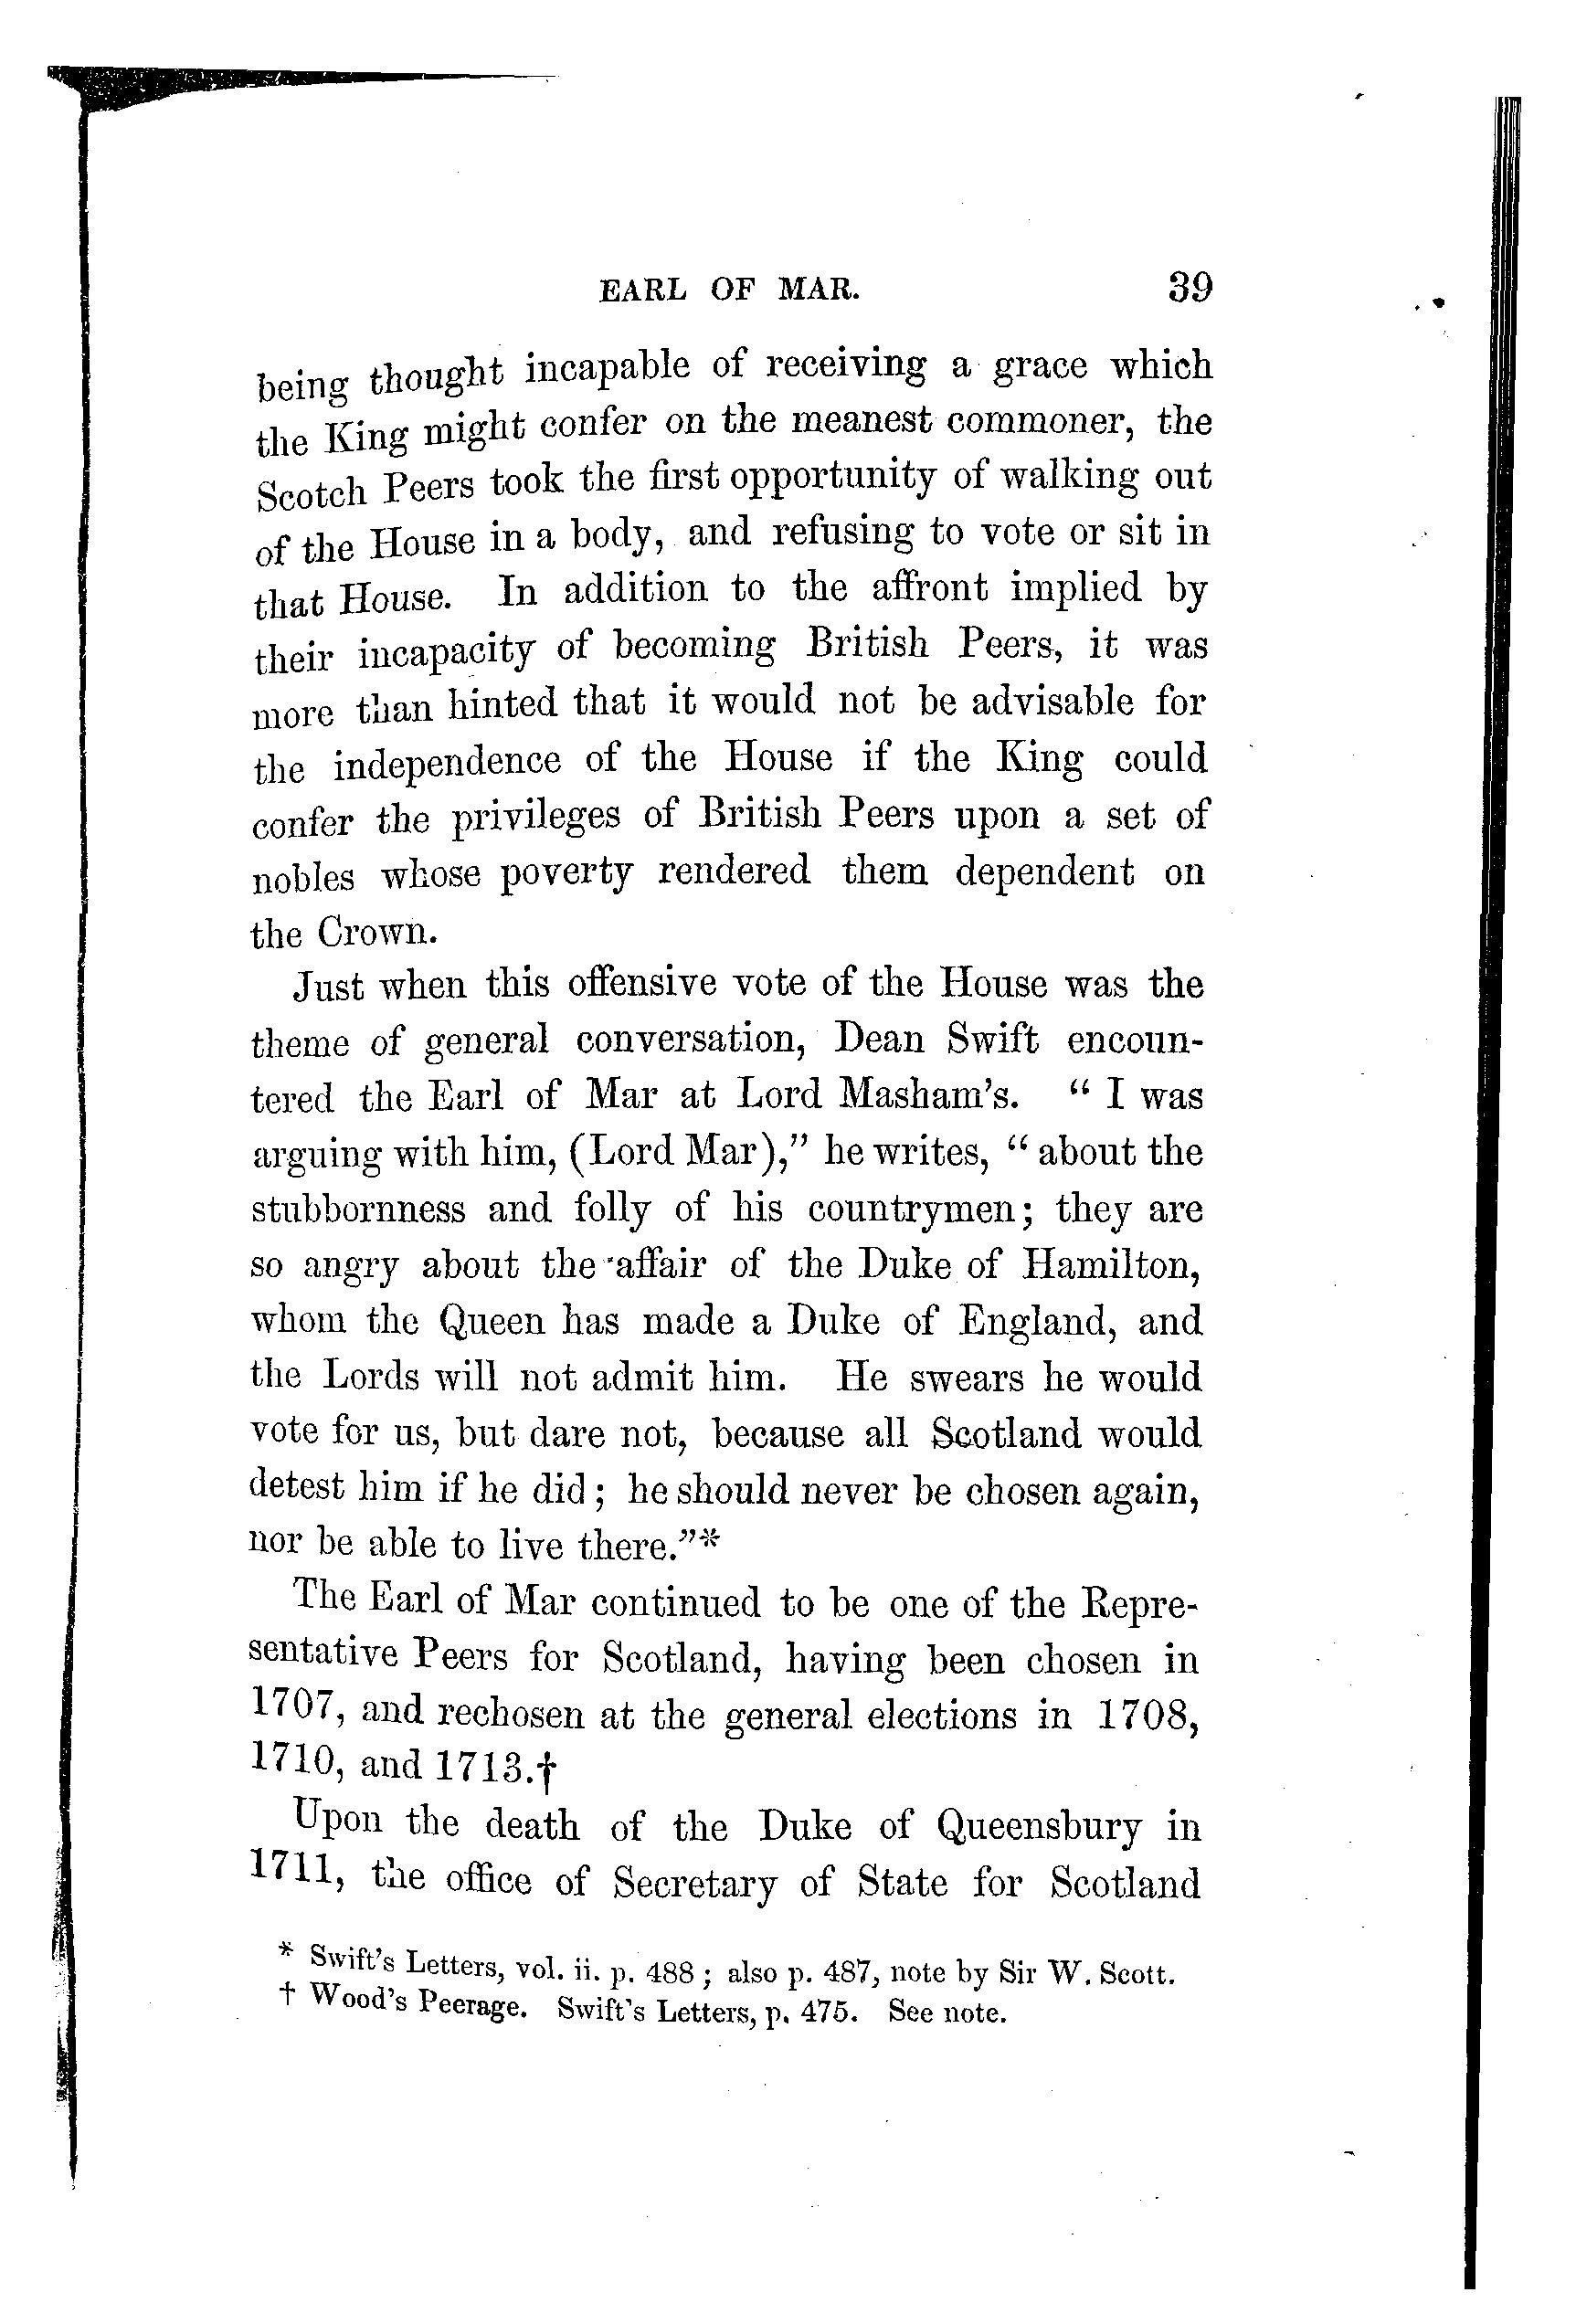 EARL OF MAR. 39
being thought incapable of receiving a grace which
the King might confer on the meanest commoner, the
Scotch Peers took the first opportunity of walking out
of the House in a body, and refusing to vote or sit in
that House. In addition to the affront implied by
their incapacity of becoming British Peers, it was
more than hinted that it would not be advisable for
the independence of the House if the King could
confer the privileges of British Peers upon a set of
nobles whose poverty rendered them dependent on
the Crown.
Just when this offensive vote of the House was the
theme of general conversation, Dean Swift encoun-
tered the Earl of Mar at Lord Masham's. “ I was
arguing with him, (Lord Mar),” he writes, “ about the
stubbornness and folly of his countrymen; they are
so angry about the affair of the Duke of Hamilton,
whom the Queen has made a Duke of England, and
the Lords will not admit him. He swears he would
vote for us, but dare not, because all Scotland would
detest him if he did ; he should never be chosen again,
nor be able to live there.”*
The Earl of Mar continued to be one of the Repre-
sentative Peers for Scotland, having been chosen in
1707, and rechosen at the general elections in 1708,
1710, and 1713.†
Upon the death of the Duke of Queensbury in
1711, the office of Secretary of State for Scotland
* Swift's Letters, vol. ii. p. 488 ; also p. 487, note by Sir W. Scott.
† Wood's Peerage. Swift's Letters, p. 475. See note.